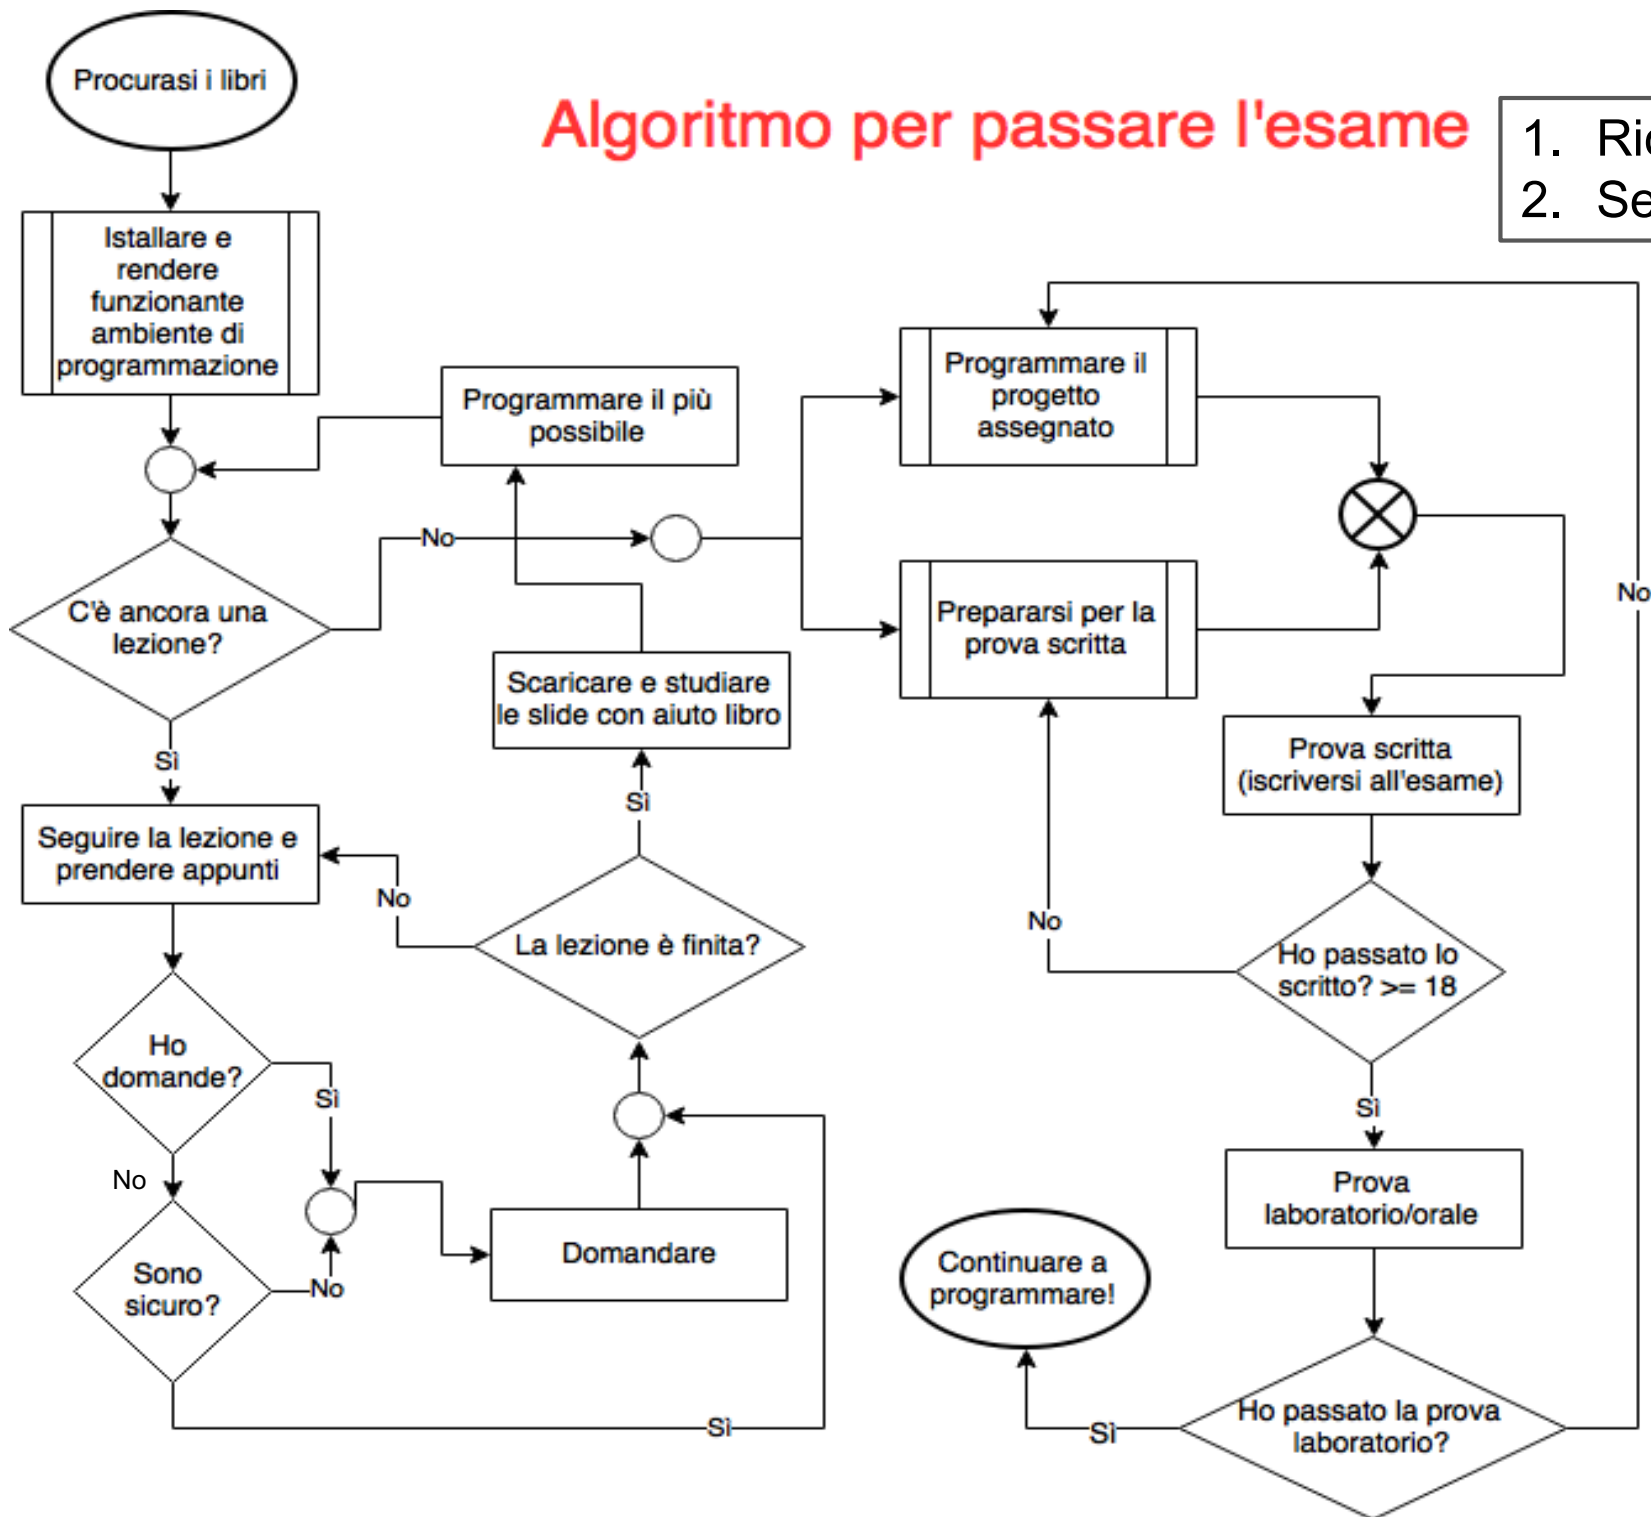 Procurasi i libri
Algoritmo per passare l'esame
1.
2.
Istallare e
rendere
funzionante
ambiente di
programmazione
Programmare il più
possibile
Programmare il
progetto
assegnato
No
C'è ancora una
lezione?
Prepararsi per la
prova scritta
No
Scaricare e studiare
le slide con aiuto libro
Prova scritta
(iscriversi all'esame)
Sì
Sì
Seguire la lezione e
prendere appunti
No
La lezione è finita?
No
Ho passato lo
scritto? >= 18
Ho
domande?
Sì
Sì
No
Prova
laboratorio/orale
Domandare
Sono
sicuro?
No
Continuare a
programmare!
Ho passato la prova
laboratorio?
Sì
Sì